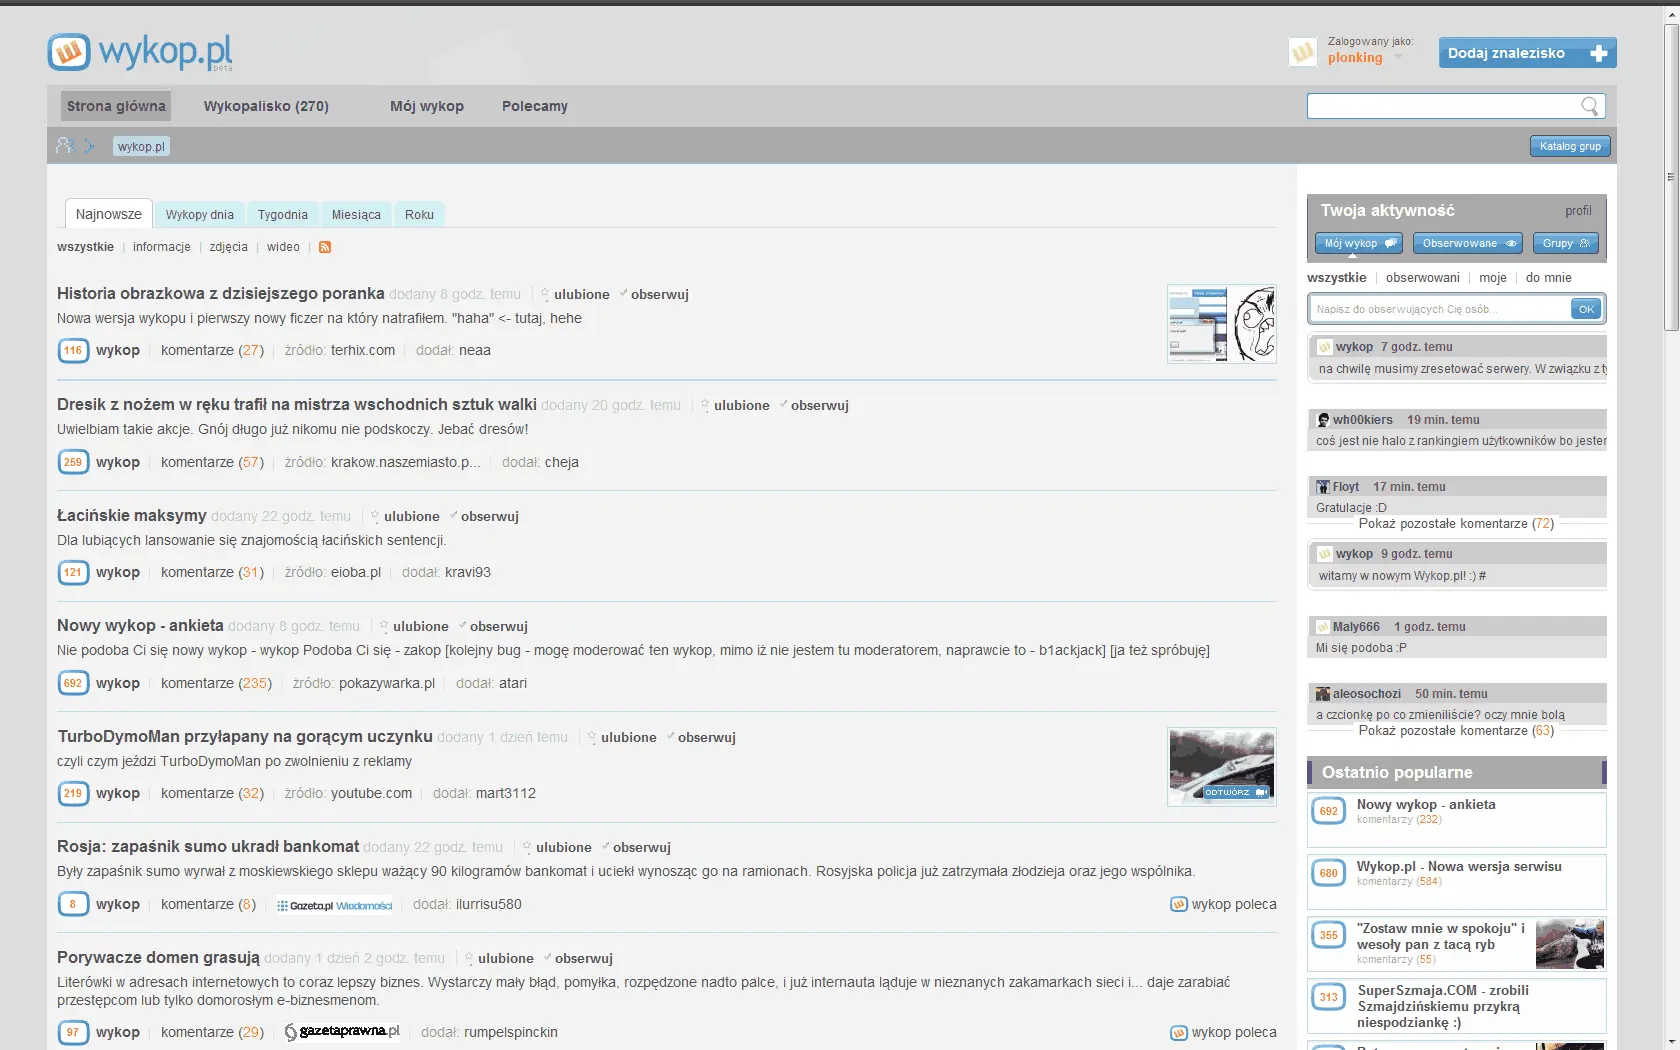 wykop.pl
beta
Zalogowany jako:
plonking
Dodaj znalezisko
Strona główna
Wykopalisko (270)
Mój wykop
Polecamy
wykop.pl
Katalog grup
Najnowsze
Wykopy dnia
Tygodnia
Miesiąca
Roku
wszystkie | informacje | zdjęcia | wideo
Historia obrazkowa z dzisiejszego poranka dodany 8 godz. temu ulubione obserwuj
Nowa wersja wykopu i pierwszy nowy ficzer na który natrafiłem. "haha" <- tutaj, hehe
116 wykop komentarze (27) źródło: terhix.com dodał: neaa
Dresik z nożem w ręku trafił na mistrza wschodnich sztuk walki dodany 20 godz. temu ulubione obserwuj
Uwielbiam takie akcje. Gnój długo już nikomu nie podskoczy. Jebać dresów!
259 wykop komentarze (57) źródło: krakow.naszemiasto.p... dodał: cheja
Łacińskie maksymy dodany 22 godz. temu ulubione obserwuj
Dla lubiących lansowanie się znajomością łacińskich sentencji.
121 wykop komentarze (31) źródło: eioba.pl dodał: kravi93
Nowy wykop - ankieta dodany 8 godz. temu ulubione obserwuj
Nie podoba Ci się nowy wykop - wykop Podoba Ci się - zakop [kolejny bug - mogę moderować ten wykop, mimo iż nie jestem tu moderatorem, naprawcie to - b1ackjack] [ja też spróbuję]
692 wykop komentarze (235) źródło: pokazywarka.pl dodał: atari
TurboDymoMan przyłapany na gorącym uczynku dodany 1 dzień temu ulubione obserwuj
czyli czym jeździ TurboDymoMan po zwolnieniu z reklamy
ODTWÓRZ
219 wykop komentarze (32) źródło: youtube.com dodał: mart3112
Rosja: zapaśnik sumo ukradł bankomat dodany 22 godz. temu ulubione obserwuj
Były zapaśnik sumo wyrwał z moskiewskiego sklepu ważący 90 kilogramów bankomat i uciekł wynosząc go na ramionach. Rosyjska policja już zatrzymała złodzieja oraz jego wspólnika.
8 wykop komentarze (8) Gazeta.pl Wiadomości dodał: ilurrisu580 wykop poleca
Porywacze domen grasują dodany 1 dzień 2 godz. temu ulubione obserwuj
Literówki w adresach internetowych to coraz lepszy biznes. Wystarczy mały błąd, pomyłka, rozpędzone nadto palce, i już internauta ląduje w nieznanych zakamarkach sieci i... daje zarabiać
przestępcom lub tylko domorosłym e-biznesmenom.
97 wykop komentarze (29) gazetaprawna.pl dodał: rumpelspinckin wykop poleca
Twoja aktywność
profil
Mój wykop
Obserwowane
Grupy
wszystkie | obserwowani | moje | do mnie
Napisz do obserwujących Cię osób...
OK
wykop 7 godz. temu
na chwilę musimy zresetować serwery. W związku z ty
wh00kiers 19 min. temu
coś jest nie halo z rankingiem użytkowników bo jester
Floyt 17 min. temu
Gratulacje :D
Pokaż pozostałe komentarze (72)
wykop 9 godz. temu
witamy w nowym Wykop.pl! :) #
Maly666 1 godz. temu
Mi się podoba :P
aleosochozi 50 min. temu
a czcionkę po co zmieniliście? oczy mnie bolą
Pokaż pozostałe komentarze (63)
Ostatnio popularne
692 Nowy wykop - ankieta
komentarzy (232)
680 Wykop.pl - Nowa wersja serwisu
komentarzy (584)
355 "Zostaw mnie w spokoju" i
wesoły pan z tacą ryb
komentarzy (55)
313 SuperSzmaja.COM - zrobili
Szmajdzińskiemu przykrą
niespodziankę :)